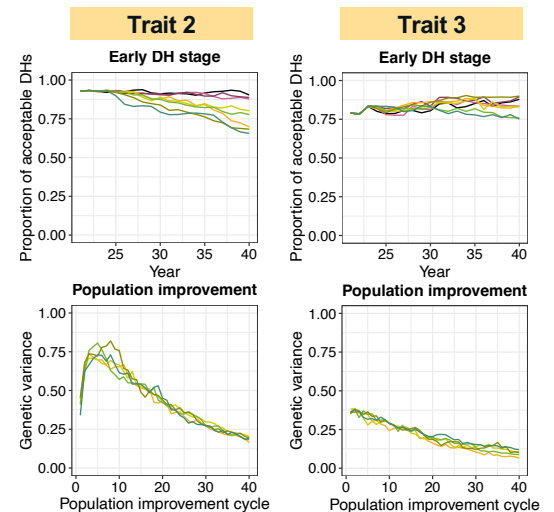 Trait 2
Trait 3
Early DH stage
Early DH stage
Proportion of acceptable DHs
1.00
0.75
0.50
0.25
0.00
25
30
35
40
Year
Proportion of acceptable DHs
1.00
0.75
0.50
0.25
0.00
25
30
35
40
Year
Population improvement
Population improvement
Genetic variance
1.00
0.75
0.50
0.25
0.00
0
10
20
30
40
Population improvement cycle
Genetic variance
1.00
0.75
0.50
0.25
0.00
0
10
20
30
40
Population improvement cycle